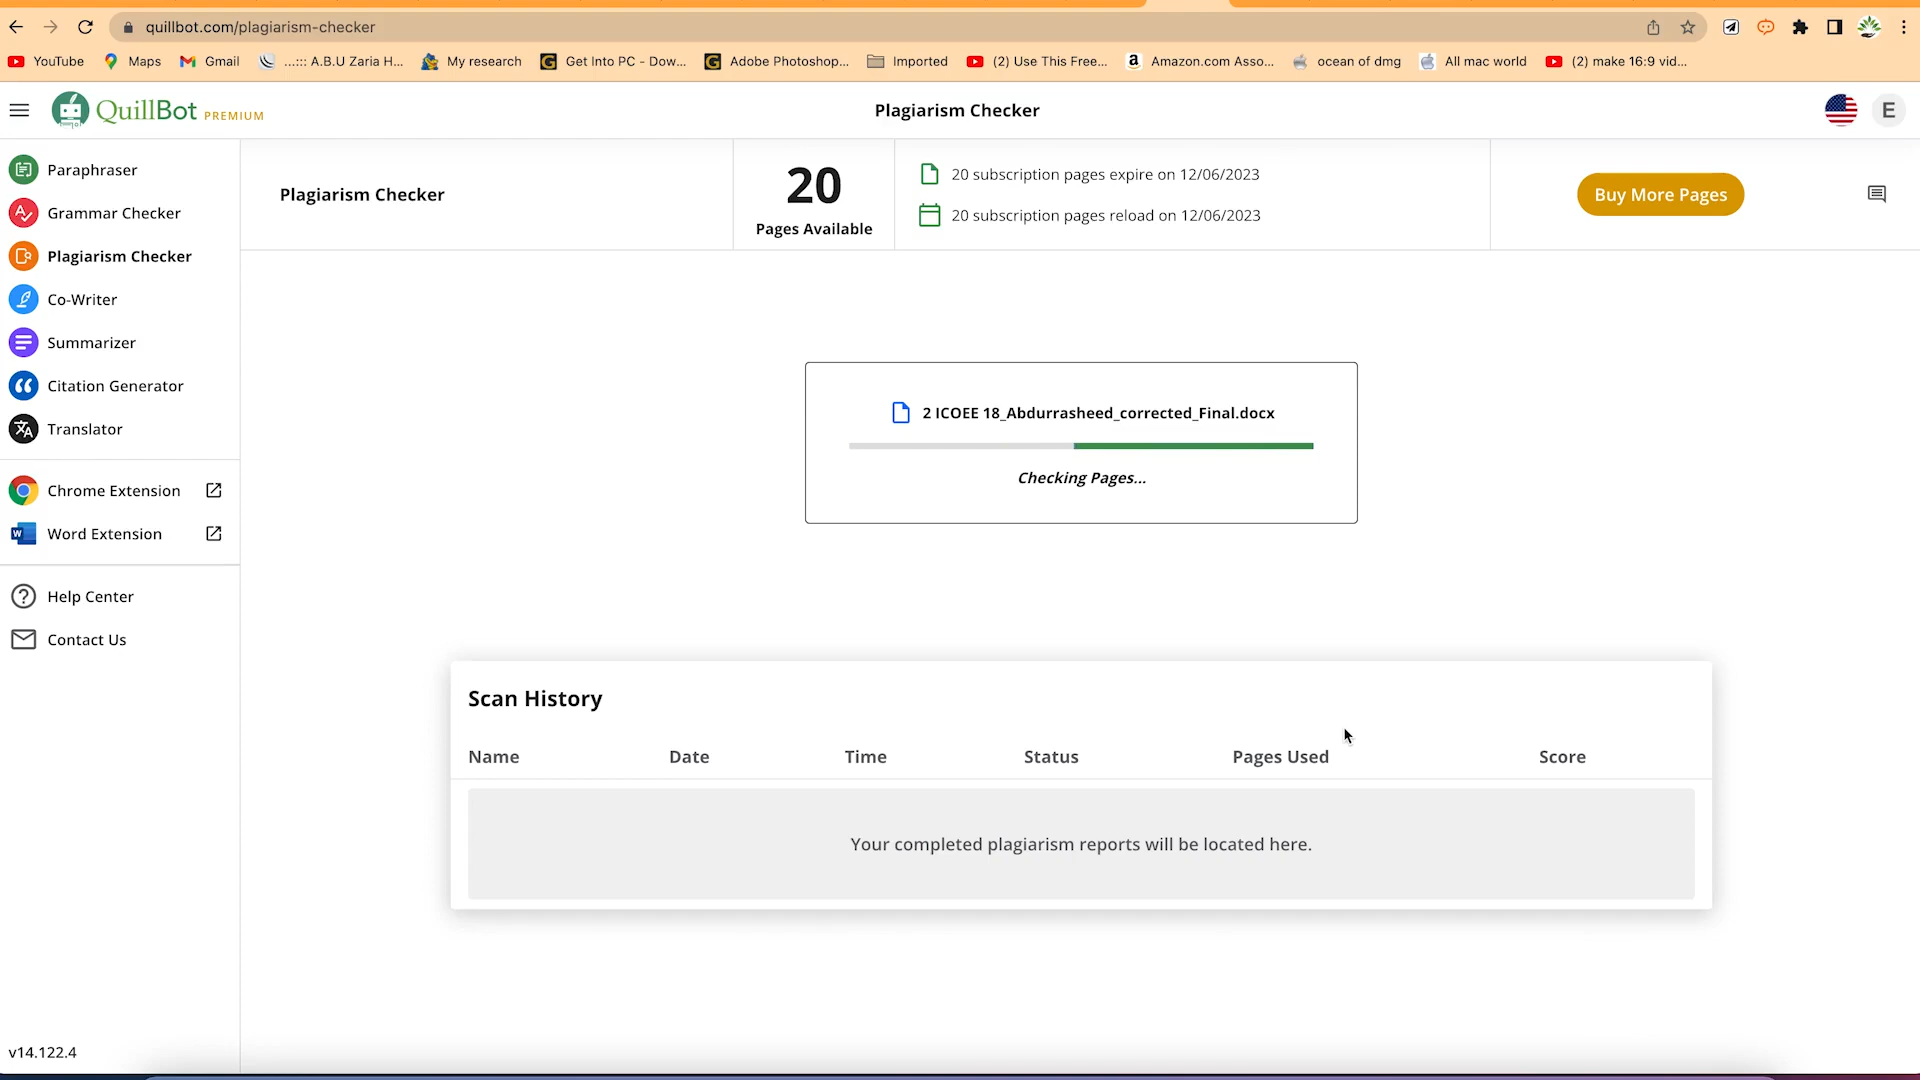 quillbot.com/plagiarism-checker
YouTube Maps Gmail ...::: A.B.U Zaria H... My research Get Into PC - Dow... Adobe Photoshop... Imported (2) Use This Free... Amazon.com Asso... ocean of dmg All mac world (2) make 16:9 vid...
QuillBot PREMIUM
Plagiarism Checker
E
Paraphraser
Grammar Checker
Plagiarism Checker
Co-Writer
Summarizer
Citation Generator
Translator
Chrome Extension
Word Extension
Help Center
Contact Us
v14.122.4
Plagiarism Checker
20
Pages Available
20 subscription pages expire on 12/06/2023
20 subscription pages reload on 12/06/2023
Buy More Pages
2 ICOEE 18_Abdurrasheed_corrected_Final.docx
Checking Pages...
Scan History
Name Date Time Status Pages Used Score
Your completed plagiarism reports will be located here.